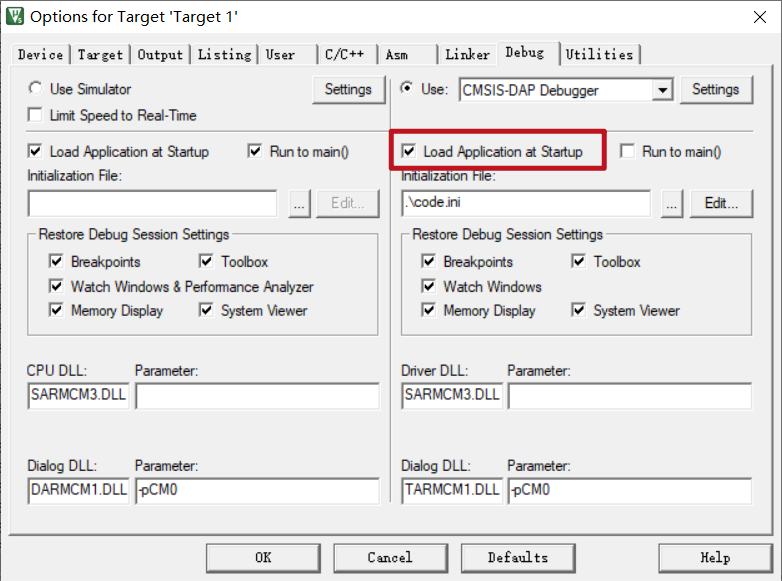 Options for Target 'Target 1'
Device Target Output Listing User C/C++ Asm Linker Debug Utilities
Use Simulator Settings Use: CMSIS-DAP Debugger Settings
Limit Speed to Real-Time
Load Application at Startup Run to main() Load Application at Startup Run to main()
Initialization File: Initialization File:
... Edit... .\code.ini ... Edit...
Restore Debug Session Settings Restore Debug Session Settings
Breakpoints Toolbox Breakpoints Toolbox
Watch Windows & Performance Analyzer Watch Windows
Memory Display System Viewer Memory Display System Viewer
CPU DLL: Parameter: Driver DLL: Parameter:
SARMCM3.DLL SARMCM3.DLL
Dialog DLL: Parameter: Dialog DLL: Parameter:
DARMCM1.DLL -pCM0 TARMCM1.DLL -pCM0
OK Cancel Defaults Help